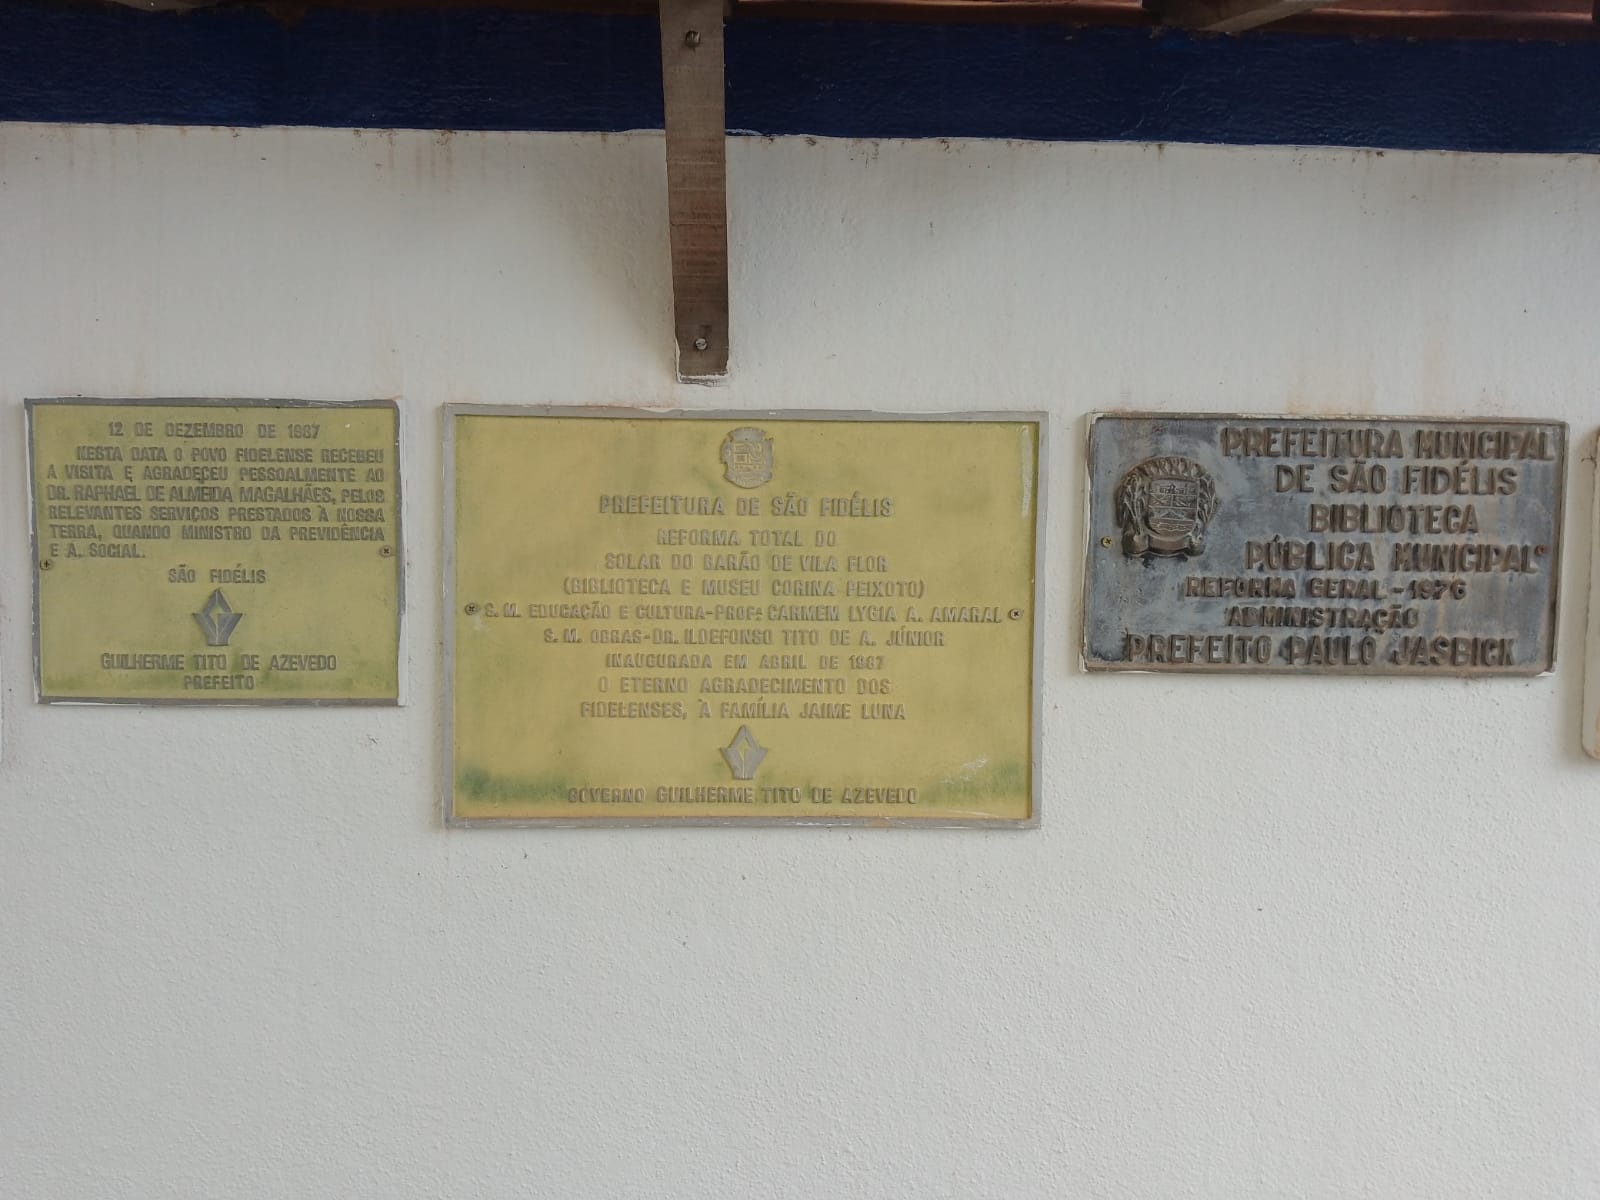 12 DE DEZEMBRO DE 1987
NESTA DATA O POVO FIDELENSE RECEBEU
A VISITA E AGRADEÇEU PESSOALMENTE AO
DR. RAPHAEL DE ALMEIDA MAGALHÃES, PELOS
RELEVANTES SERVIÇOS PRESTADOS À NOSSA
TERRA, QUANDO MINISTRO DA PREVIDÊNCIA
E A. SOCIAL.
SÃO FIDÉLIS
GUILHERME TITO DE AZEVEDO
PREFEITO
PREFEITURA DE SÃO FIDÉLIS
REFORMA TOTAL DO
SOLAR DO BARÃO DE VILA FLOR
(BIBLIOTECA E MUSEU CORINA PEIXOTO)
S. M. EDUCAÇÃO E CULTURA-PROFª CARMEM LYGIA A. AMARAL
S. M. OBRAS-DR. ILDEFONSO TITO DE A. JÚNIOR
INAUGURADA EM ABRIL DE 1987
O ETERNO AGRADECIMENTO DOS
FIDELENSES, À FAMÍLIA JAIME LUNA
GOVERNO GUILHERME TITO DE AZEVEDO
PREFEITURA MUNICIPAL
DE SÃO FIDÉLIS
BIBLIOTECA
PÚBLICA MUNICIPAL
REFORMA GERAL-1976
ADMINISTRAÇÃO
PREFEITO PAULO JASBICK